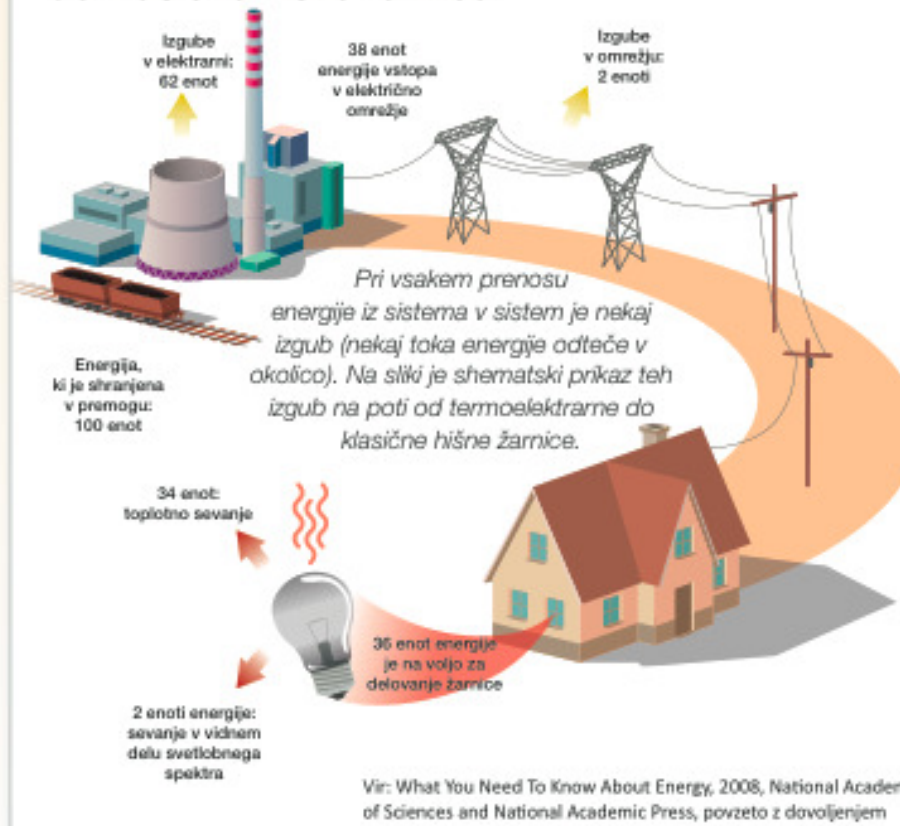 Izgube
v elektrarni:
62 enot
38 enot
energije vstopa
v električno
omrežje
Izgube
v omrežju:
2 enoti
Pri vsakem prenosu
energije iz sistema v sistem je nekaj
izgub (nekaj toka energije odteče v
okolico). Na sliki je shematski prikaz teh
izgub na poti od termoelektrarne do
klasične hišne žarnice.
Energija,
ki je shranjena
v premogu:
100 enot
34 enot:
toplotno sevanje
36 enot energije
je na voljo za
delovanje žarnice
2 enoti energije:
sevanje v vidnem
delu svetlobnega
spektra
Vir: What You Need To Know About Energy, 2008, National Academ
of Sciences and National Academic Press, povzeto z dovoljenjem